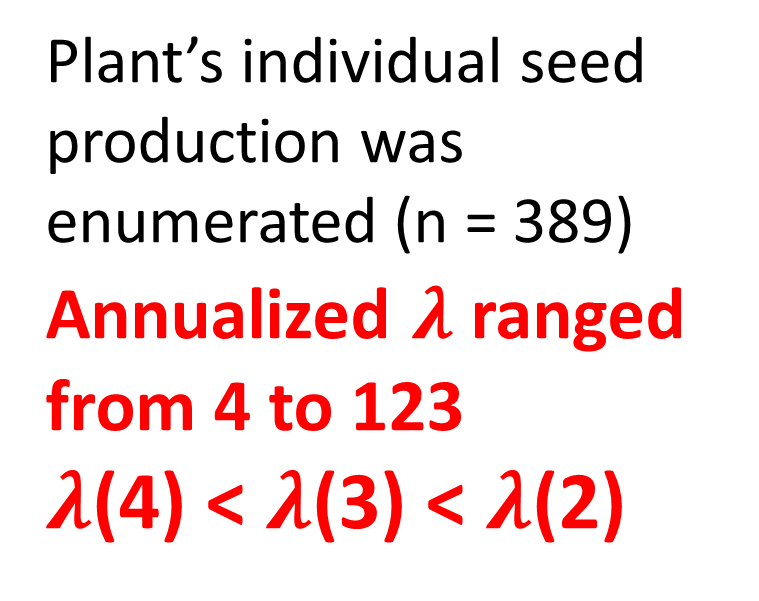 Plant’s individual seed
production was
enumerated (n = 389)
Annualized λ ranged
from 4 to 123
λ(4) < λ(3) < λ(2)